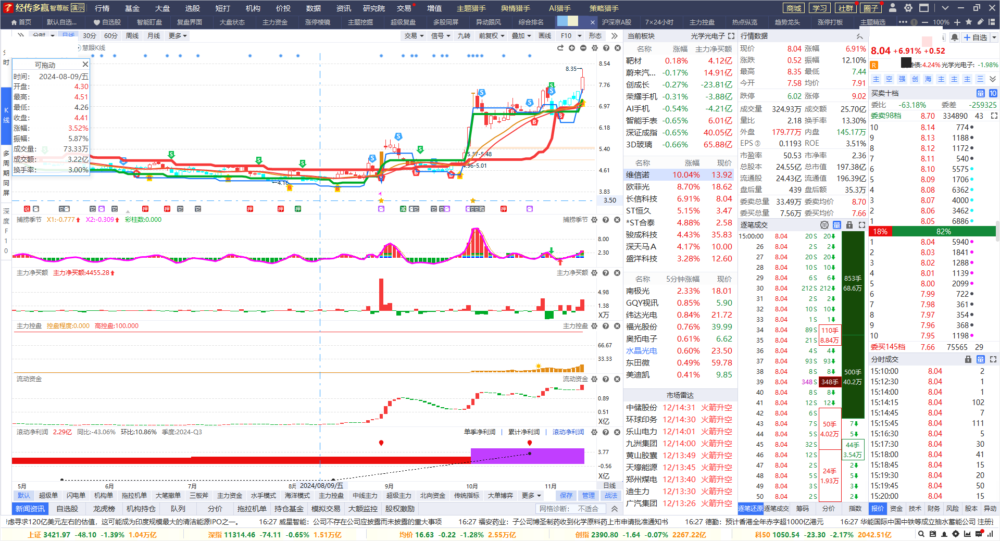 经传多赢 智尊版 演示 行情 基金 大盘 选股 短打 机构 价投 数据 资讯 研究院 交易 增值 主题猎手 舆情猎手 AI猎手 策略猎手 商城 学习 社群 圈子
首页 默认自选... 自选股 智能盯盘 复盘界面 大盘状态 主力资金 涨停棱镜 主题挖掘 超级复盘 多股同屏 异动跟风 综合排名 沪深京A股 7×24小时 主力控盘 热点纵览 趋势龙头 涨停打板 主题精选 100%
分时 日线 30分 60分 周线 月线 更多 交易 信号 九转 前复权 叠加 画线 F10 形态
慧眼K线
时
K线
多周期同屏
深度F10
可拖动
时间: 2024-08-09/五
开盘: 4.30
最高: 4.51
最低: 4.26
收盘: 4.41
涨幅: 3.52%
振幅: 5.87%
成交量: 73.33万
成交额: 3.22亿
换手率: 3.00%
8.35
5.37-5.48
4.96-5.01
4.16
8.54
7.76
6.97
6.18
5.40
4.61
3.83
3.50
捕捞季节 X1:-0.777 X2:-0.309 彩柱数:0.000 捕捞季节
8.00
2.30
主力净买额 主力净买额:4455.28 主力净买额
4.98
1.38
X万
主力控盘 控盘程度:0.000 高控盘:100.000 主力控盘
66.67
33.33
流动资金 流动资金
0.89
0.51
X亿
滚动净利润 2.29亿 同比:-43.06% 环比:10.86% 季度:2024-Q3 单季净利润 | 累计净利润 | 滚动净利润
3.77
-0.56
X亿
5月 6月 7月 8月 2024/08/09/五 9月 10月 11月 日线
默认 超级单 闪电单 机构单 拖拉机单 大笔撤单 三板斧 主力资金 水手模式 海洋模式 主力控盘 中线主力 超级主力 北向资金 传统指标 大单博弈 更多 保存 管理 战法
新闻资讯 自选股 龙虎榜 机构持仓 队列 分价 拖拉机单 持仓基金 模拟交易 大额监控 股权激励 网格诊断: 不适合
当前板块 光学光电子
名称 涨幅 主力净买额
靶材 0.18% 4.12亿
蔚来汽... -0.17% 14.91亿
创成长 -0.27% -23.81亿
荣耀手机 -0.31% -3.88亿
AI手机 -0.54% -4.21亿
智能手表 -0.65% 6.01亿
深证成指 -0.65% 40.05亿
3D玻璃 -0.66% 65.88亿
名称 涨幅 现价
维信诺 10.04% 13.92
欧菲光 8.70% 18.62
长信科技 6.91% 8.04
ST恒久 5.15% 3.47
*ST合泰 4.88% 2.58
骏成科技 4.43% 35.83
深天马A 4.17% 10.00
盛洋科技 3.28% 12.60
名称 5分钟涨幅 现价
南极光 2.33% 18.01
GQY视讯 0.85% 5.90
纬达光电 0.84% 21.72
福光股份 0.76% 39.99
奥拓电子 0.61% 6.62
水晶光电 0.60% 23.50
东田微 0.49% 59.78
美迪凯 0.41% 9.85
市场雷达
中储股份 12/14:31 火箭升空
环球印务 12/14:30 火箭升空
乐山电力 12/14:01 火箭升空
九洲集团 12/14:00 火箭升空
黄山胶囊 12/13:49 火箭升空
天壕能源 12/13:45 火箭升空
郑州煤电 12/13:40 火箭升空
迪生力 12/13:30 火箭升空
广汽集团 12/13:26 火箭升空
行情数据
现价 8.04 涨幅 6.91%
涨跌 0.52 振幅 12.10%
最高 8.35 最低 7.44
今开 7.58 均价 7.91
跌停 6.02 涨停 9.02
成交量 324.93万 成交额 25.70亿
量比 2.18 换手率 13.30%
外盘 179.77万 内盘 145.17万
EPS③ 0.1193 ROE 3.51%
市盈率 50.53 市净率 2.36
总股本 24.55亿 总市值 197.38亿
流通股 24.43亿 流通值 196.39亿
盘后量 439 盘后额 35.3万
委卖总量 33.49万 委卖均价 8.70
委买总量 7.56万 委买均价 7.66
逐笔成交 单 量
15:00:00 8.04 20 S 20
26 8.04 2 S 2
27 8.04 20 S 20
28 8.04 10 S 10
29 8.04 6 S 6
30 8.04 212 S 212
31 8.04 2 S 2
32 8.04 10 S 10
33 8.04 1 S 1
34 8.04 89 S
35 8.04 21 S
36 8.04 4 S 4
37 8.04 93 S 93
38 8.04 8 S 8
39 8.04 348 S 348手
40 8.04 8 S 8
41 8.04 12 S 12
42 8.04 6 S
43 8.04 7 S 7
44 8.04 5 S 5
45 8.04 32 S
46 8.04 12 S
47 8.04 2 S 2
48 8.04 5 S 5
49 8.04 3 S 3
50 8.04 2 S 2
853手
68.6万
110手
8.84万
500手
40.2万
50手
4.02万
44手
3.54万
24手
1.93万
逐笔还原 逐笔成交 筹码 分价 指数
自选
8.04 +6.91% +0.52
R 债:4.24% 光学光电子: -1.98%
主 空 强 创 海 主 主 主 三
买卖十档 量 10
委比 -63.18% 委差 -259325
委卖98档 8.70 334890 43
10 8.14 774
9 8.13 1188
8 8.12 1172
7 8.11 540
6 8.10 5575
5 8.09 1706
4 8.08 6362
3 8.07 4000
2 8.06 3462
1 8.05 6886
18% 82%
1 8.04 5940
2 8.03 1841
3 8.02 1288
4 8.01 1139
5 8.00 2099
6 7.99 722
7 7.98 361
8 7.97 354
9 7.96 368
10 7.95 1198
委买145档 7.66 75565 29
分时成交 量
15:10:00 8.04 2
15:12:30 8.04 1
15:14:00 8.04 1
15:14:15 8.04 102
15:14:45 8.04 7
15:15:45 8.04 111
15:16:30 8.04 5
15:17:30 8.04 30
15:18:00 8.04 41
15:18:45 8.04 15
15:19:30 8.04 20
15:19:45 8.04 50
15:20:00 8.04 15
报价 资金 技术 财务 风险 股本 异动
虑寻求120亿美元左右的估值，这可能成为印度规模最大的清洁能源IPO之一。 16:27 威星智能：公司不存在公司应披露而未披露的重大事项 16:27 福安药业：子公司博圣制药收到化学原料药上市申请批准通知书 16:27 德勤：预计香港全年赤字超1000亿港元 16:27 华能国际中国中铁等成立抽水蓄能公司 注册
上证 3421.97 -48.10 -1.39% 1.04万亿 深指 11314.46 -74.11 -0.65% 1.51万亿 均价 16.63 -0.22 -1.28% 2.55万亿 创指 2390.80 -1.64 -0.07% 2267.22亿 科50 1050.54 -23.30 -2.17% 2042.51亿